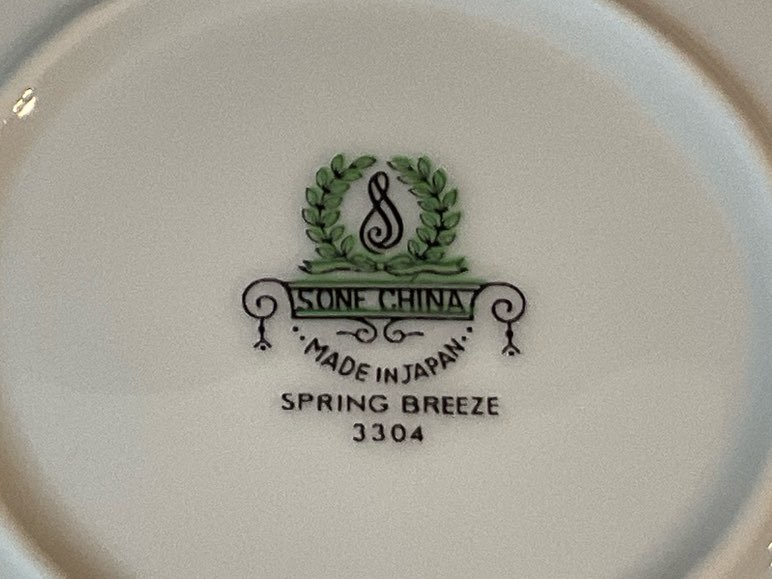 S
SONE CHINA
MADE IN JAPAN
SPRING BREEZE
3304